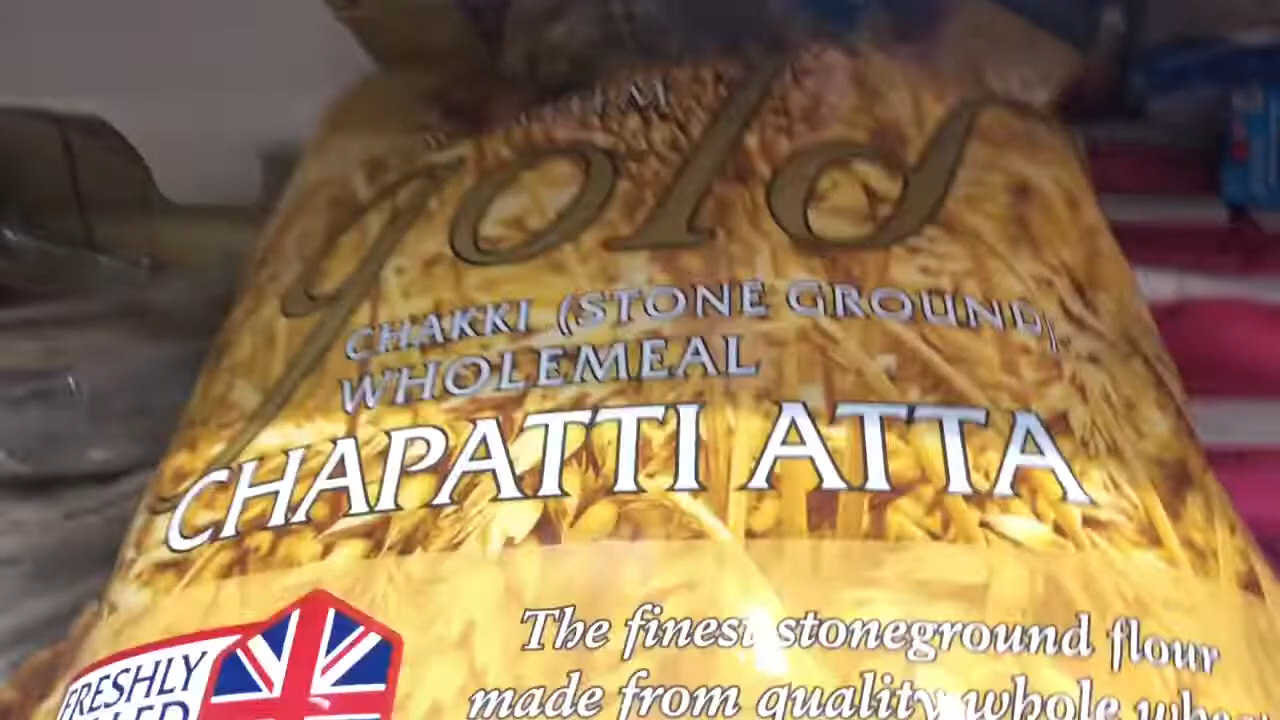 gold
CHAKKI (STONE GROUND)
WHOLEMEAL
CHAPATTI ATTA
The finest stoneground flour
made from quality whole
FRESHLY